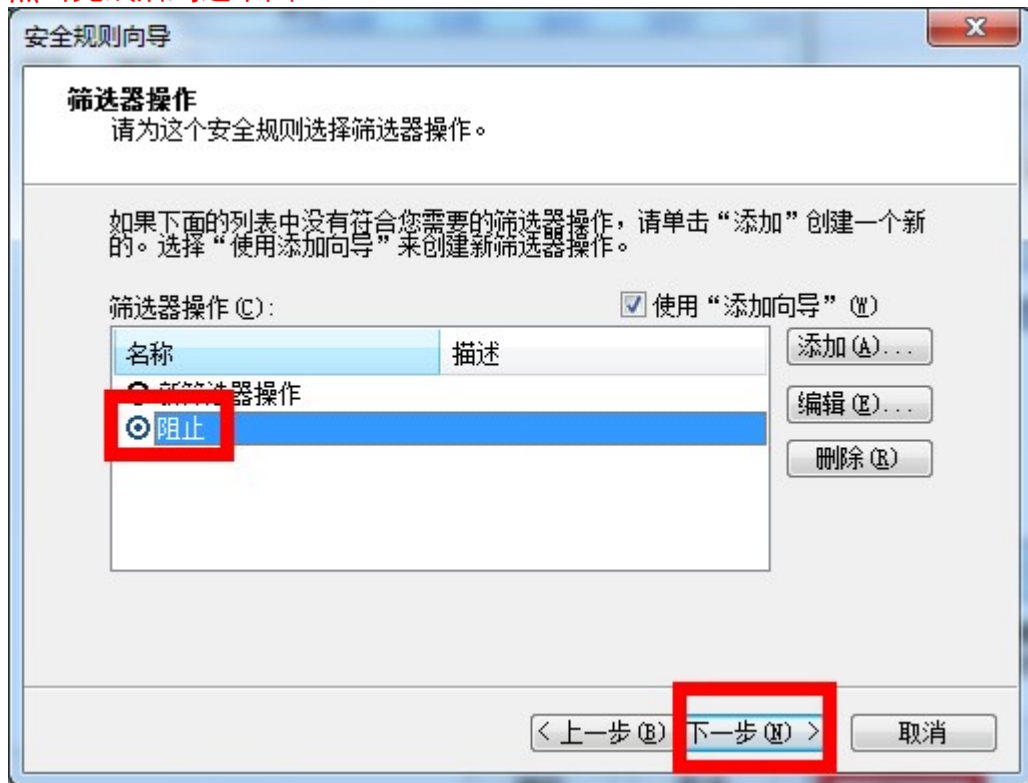 安全规则向导
筛选器操作
请为这个安全规则选择筛选器操作。
如果下面的列表中没有符合您需要的筛选器操作，请单击“添加”创建一个新
的。选择“使用添加向导”来创建新筛选器操作。
筛选器操作(C):
使用“添加向导”(W)
名称
描述
添加(A)...
新筛选器操作
编辑(E)...
阻止
删除(R)
< 上一步(B)
下一步(N) >
取消